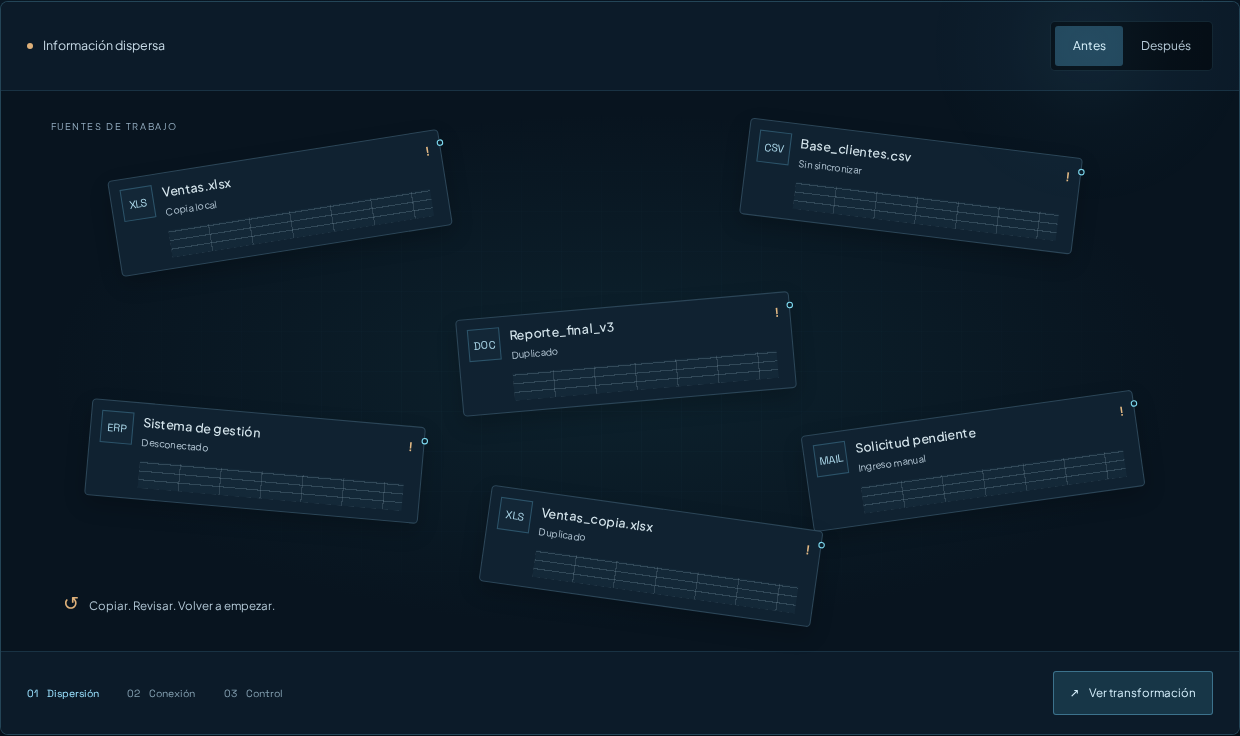 Información dispersa
Antes
Después
FUENTES DE TRABAJO
XLS
Ventas.xlsx
Copia local
!
CSV
Base_clientes.csv
Sin sincronizar
!
DOC
Reporte_final_v3
Duplicado
!
ERP
Sistema de gestión
Desconectado
!
MAIL
Solicitud pendiente
Ingreso manual
!
XLS
Ventas_copia.xlsx
Duplicado
!
↺ Copiar. Revisar. Volver a empezar.
01 Dispersión
02 Conexión
03 Control
↗ Ver transformación